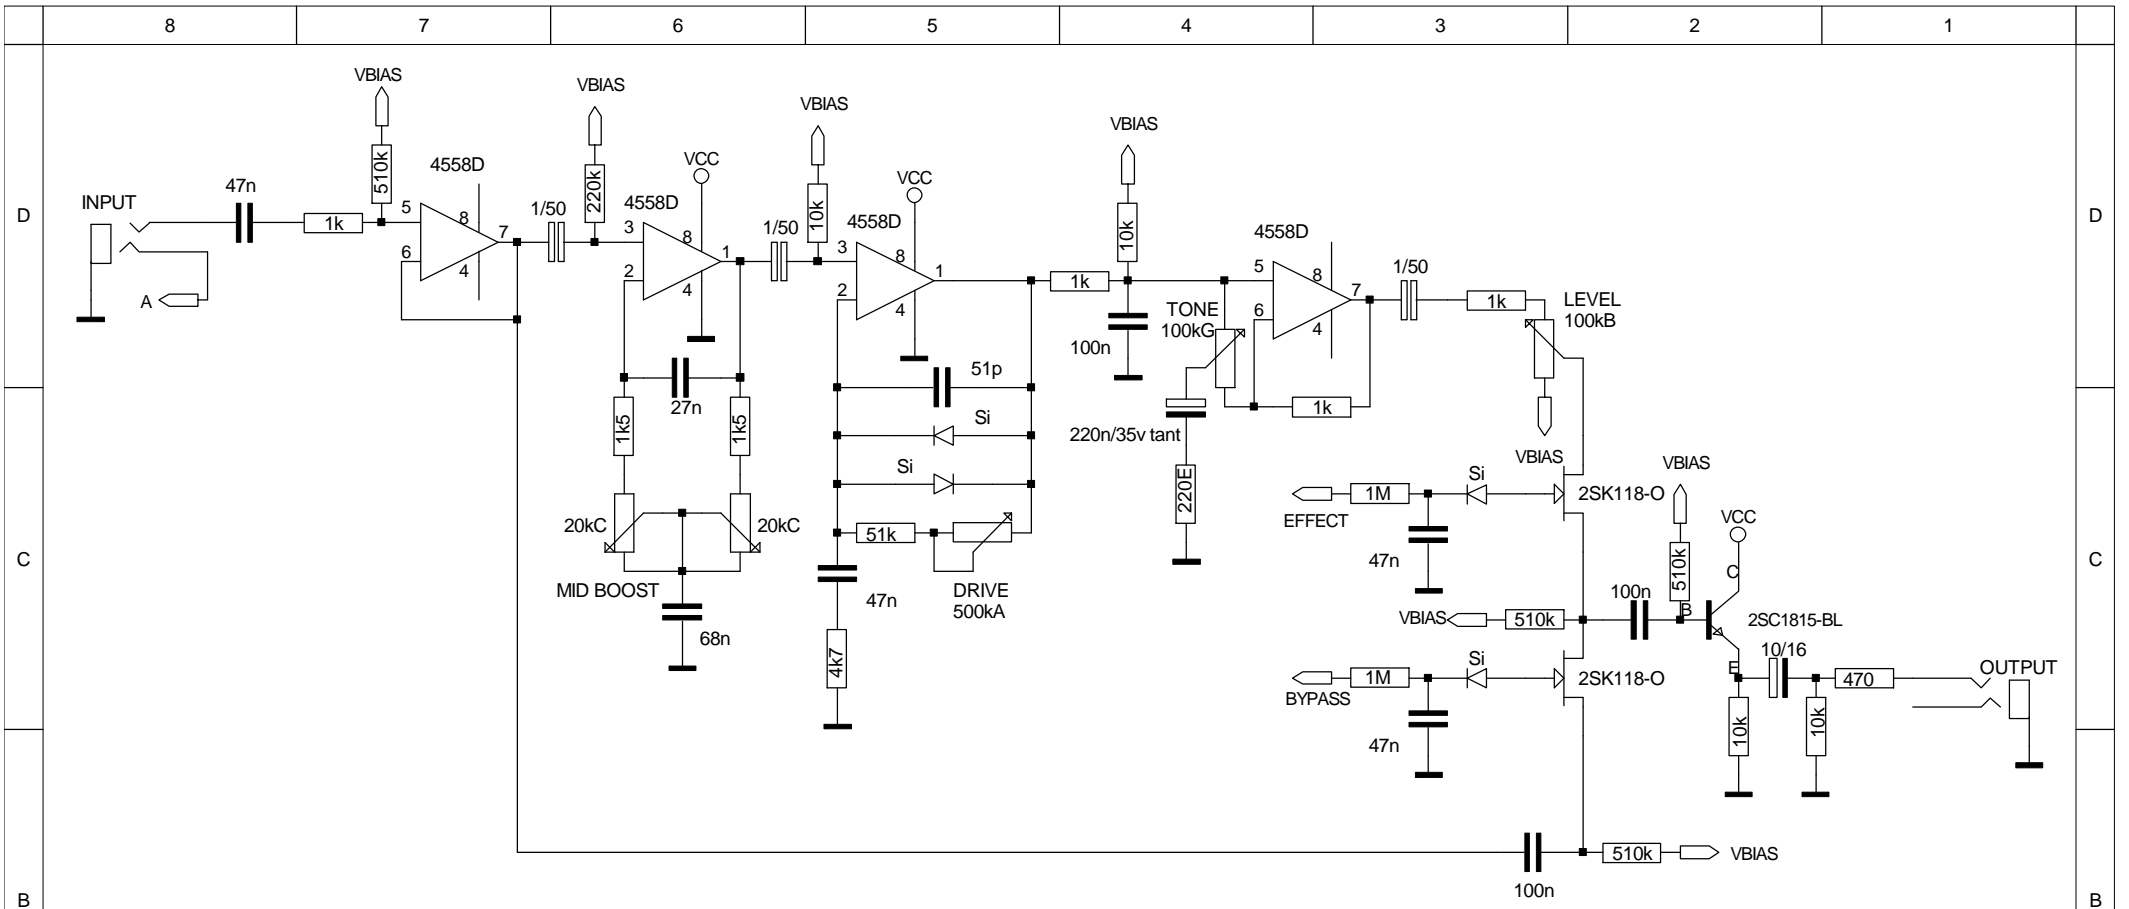 8 7 6 5 4 3 2 1
VBIAS
VBIAS
VBIAS
VBIAS
510k
4558D
VCC
220k
4558D
VCC
10k
4558D
10k
4558D
INPUT
47n
1k
5
6
8
4
7
1/50
3
2
8
4
1
1/50
3
2
8
4
1
1k
5
6
8
4
7
1/50
1k
LEVEL
100kB
D
D
A
TONE
100kG
100n
27n
51p
1k5
1k5
Si
1k
220n/35v tant
VBIAS
Si
220E
EFFECT
1M
Si
2SK118-O
VBIAS
VCC
20kC
20kC
51k
47n
510k
C
C
C
MID BOOST
47n
DRIVE
500kA
100n
B
2SC1815-BL
VBIAS
510k
68n
4k7
10/16
E
BYPASS
1M
Si
2SK118-O
470
OUTPUT
47n
10k
10k
510k
VBIAS
100n
B
B